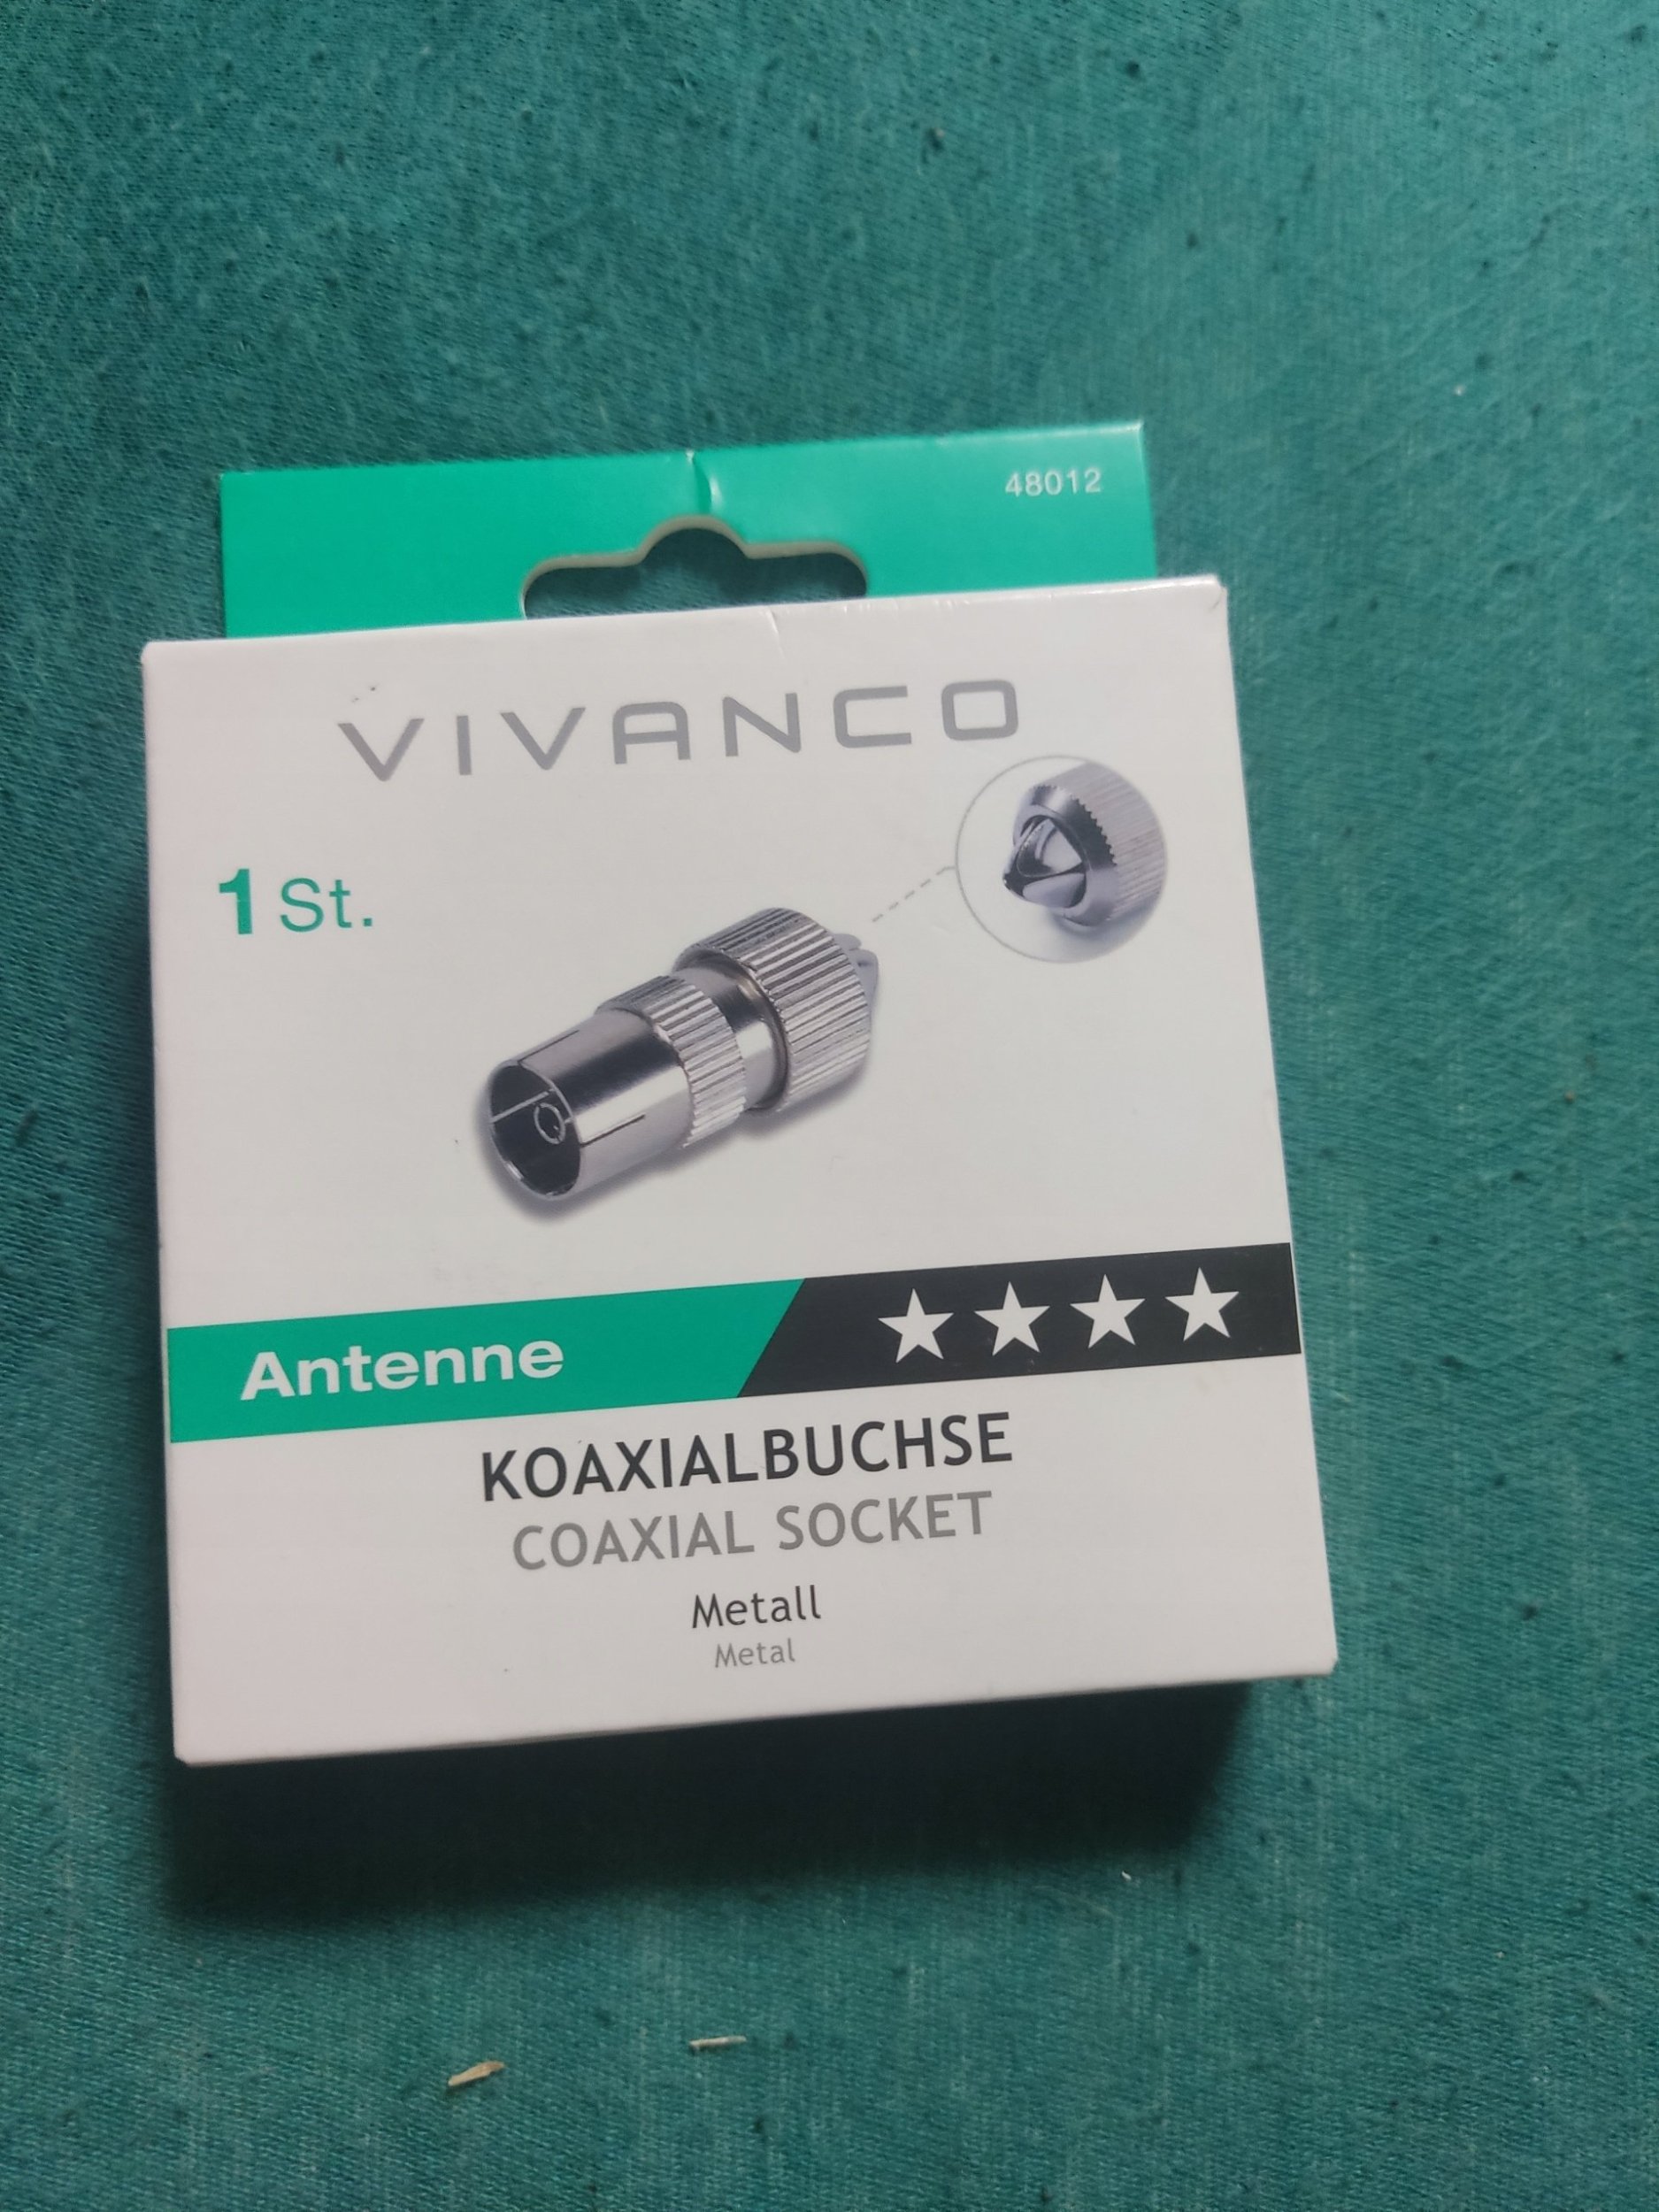 48012
VIVANCO
1 St.
Antenne
KOAXIALBUCHSE
COAXIAL SOCKET
Metall
Metal